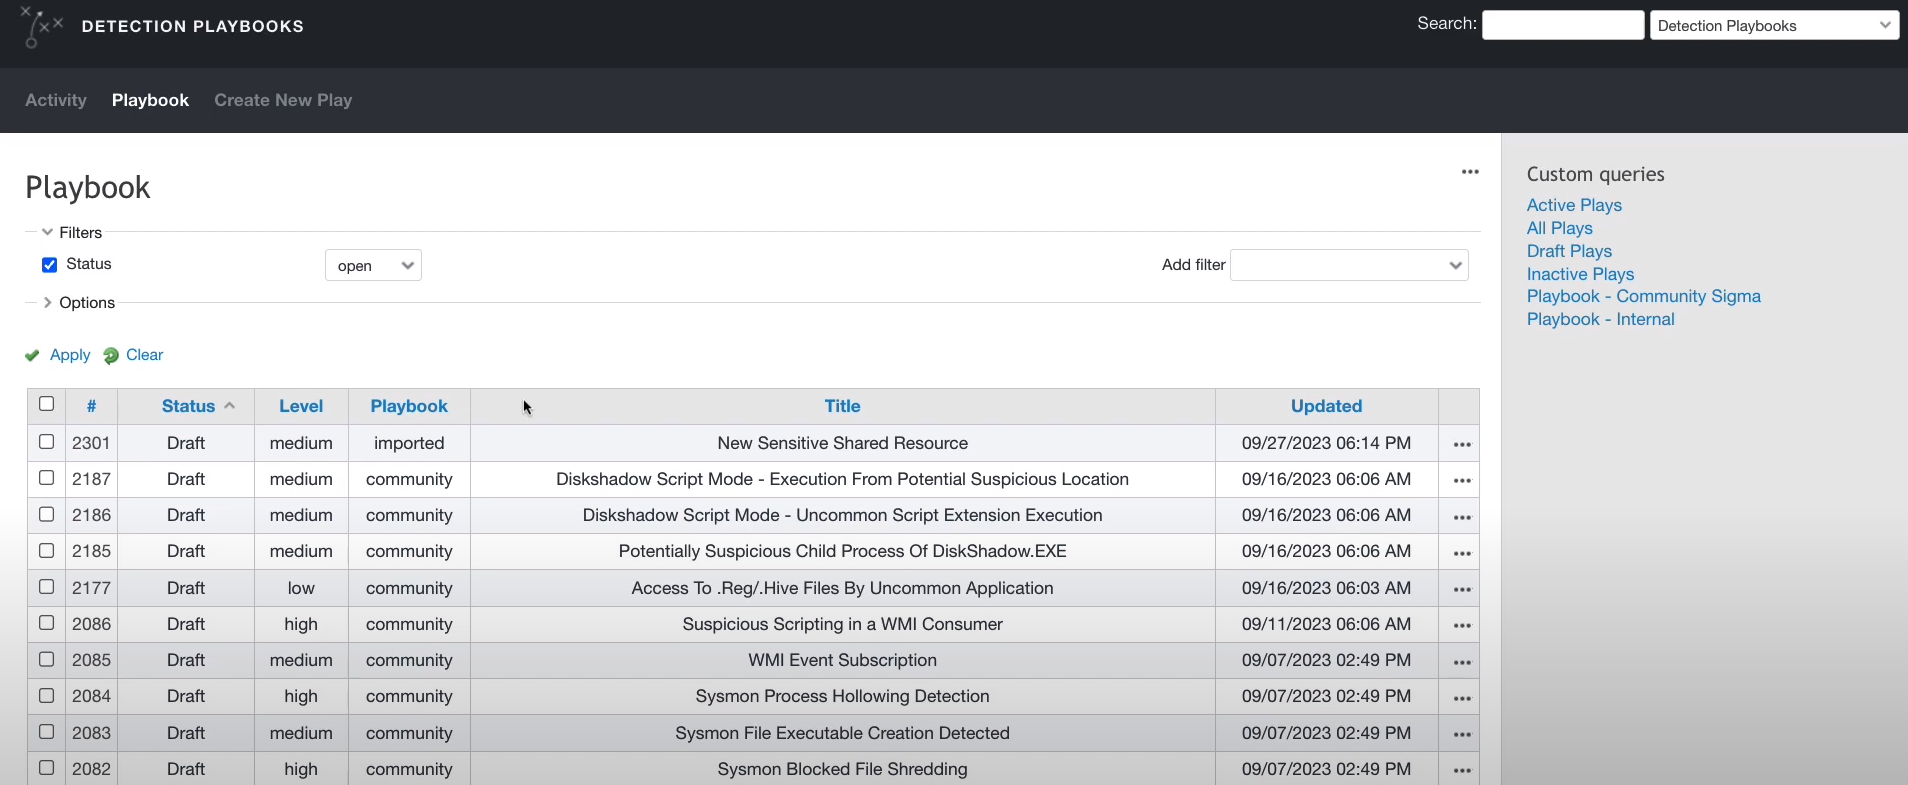 DETECTION PLAYBOOKS
Search: Detection Playbooks
Activity Playbook Create New Play
Playbook
Filters
Status open Add filter
Options
Apply Clear
# Status Level Playbook Title Updated
2301 Draft medium imported New Sensitive Shared Resource 09/27/2023 06:14 PM
2187 Draft medium community Diskshadow Script Mode - Execution From Potential Suspicious Location 09/16/2023 06:06 AM
2186 Draft medium community Diskshadow Script Mode - Uncommon Script Extension Execution 09/16/2023 06:06 AM
2185 Draft medium community Potentially Suspicious Child Process Of DiskShadow.EXE 09/16/2023 06:06 AM
2177 Draft low community Access To .Reg/.Hive Files By Uncommon Application 09/16/2023 06:03 AM
2086 Draft high community Suspicious Scripting in a WMI Consumer 09/11/2023 06:06 AM
2085 Draft medium community WMI Event Subscription 09/07/2023 02:49 PM
2084 Draft high community Sysmon Process Hollowing Detection 09/07/2023 02:49 PM
2083 Draft medium community Sysmon File Executable Creation Detected 09/07/2023 02:49 PM
2082 Draft high community Sysmon Blocked File Shredding 09/07/2023 02:49 PM
Custom queries
Active Plays
All Plays
Draft Plays
Inactive Plays
Playbook - Community Sigma
Playbook - Internal